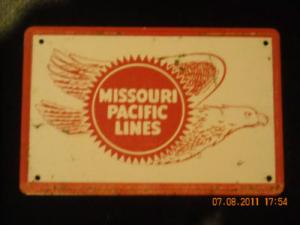 MISSOURI
PACIFIC
LINES
07.08.2011 17:54